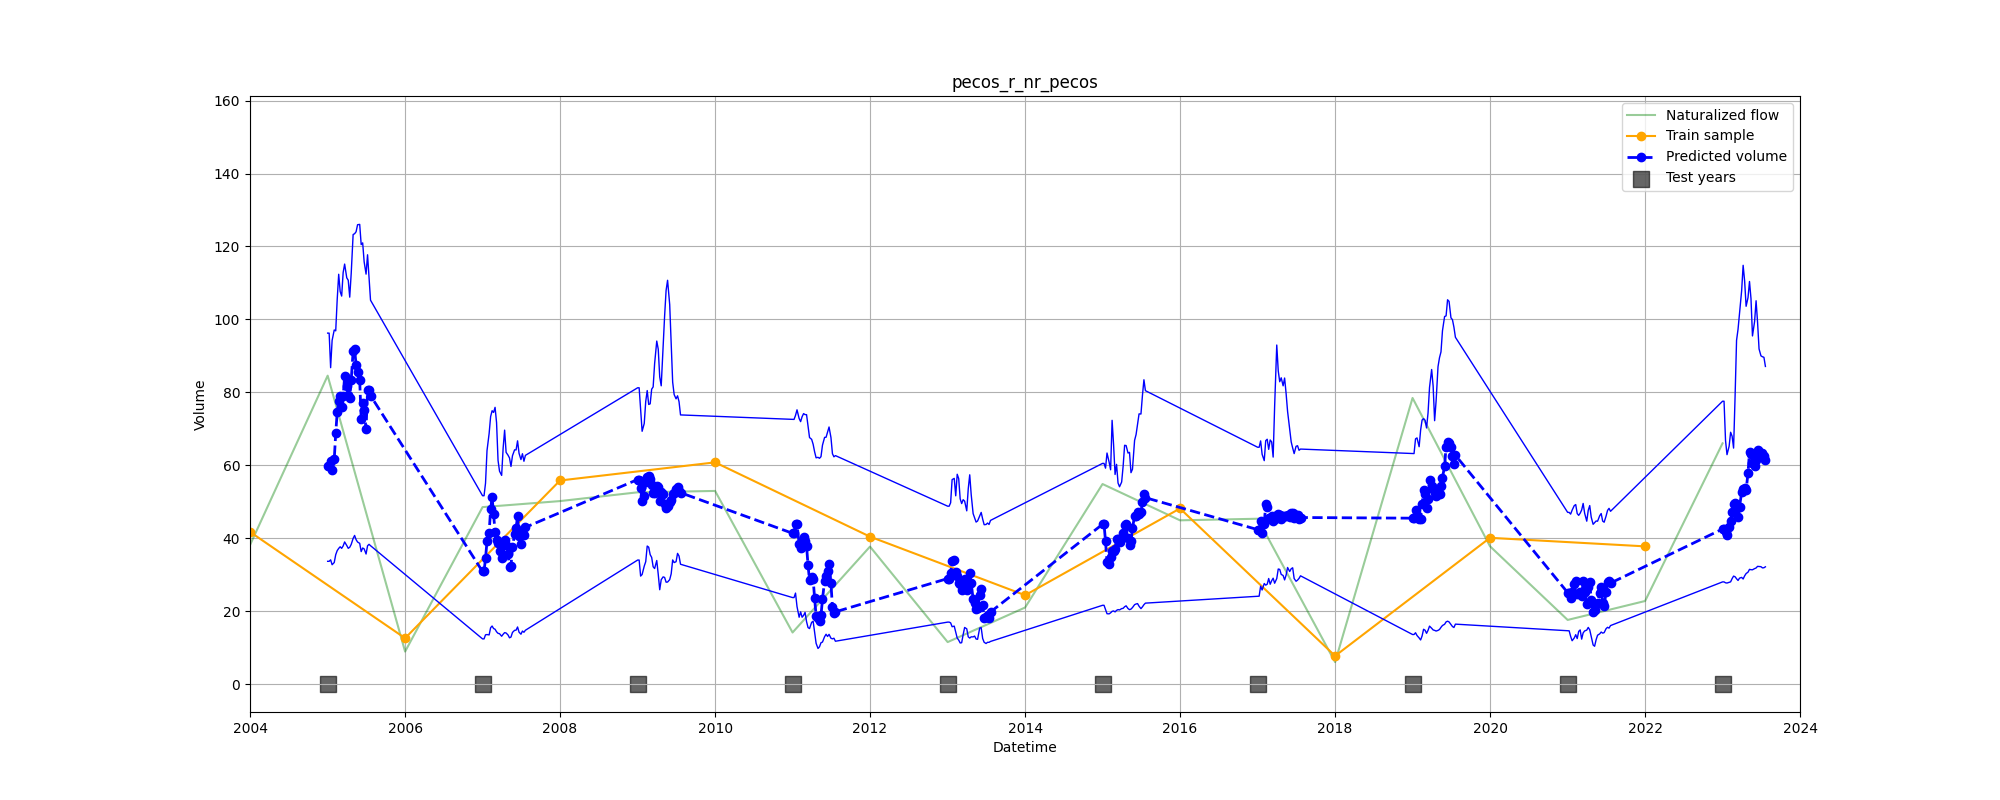 pecos_r_nr_pecos
160
140
120
100
80
60
40
20
0
Volume
Naturalized flow
Train sample
Predicted volume
Test years
2004 2006 2008 2010 2012 2014 2016 2018 2020 2022 2024
Datetime